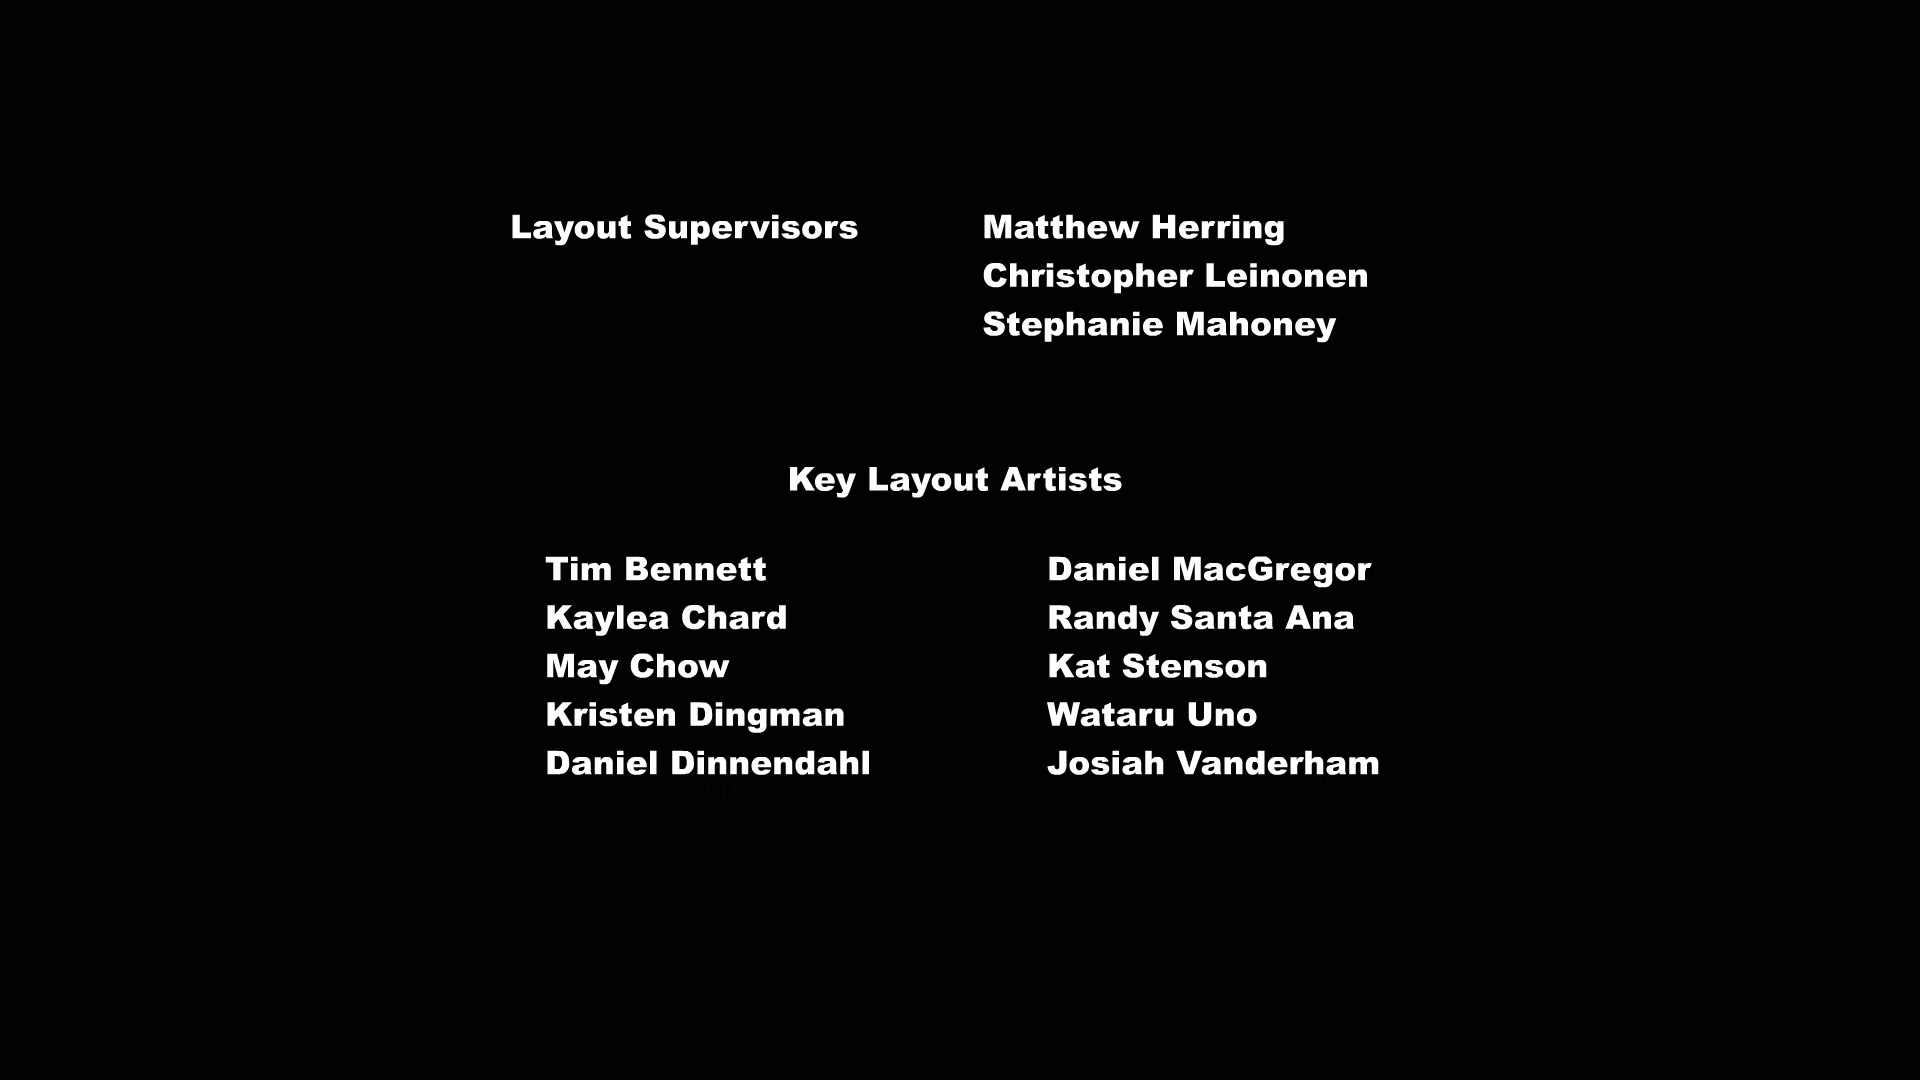 Layout Supervisors Matthew Herring
Christopher Leinonen
Stephanie Mahoney
Key Layout Artists
Tim Bennett Daniel MacGregor
Kaylea Chard Randy Santa Ana
May Chow Kat Stenson
Kristen Dingman Wataru Uno
Daniel Dinnendahl Josiah Vanderham